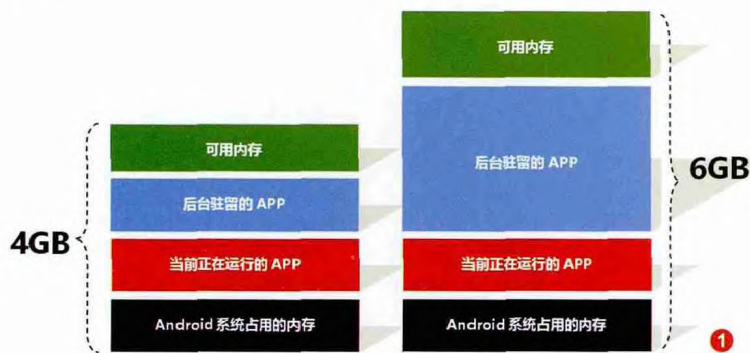 可用内存
可用内存
后台驻留的 APP
后台驻留的 APP
6GB
4GB
当前正在运行的 APP
当前正在运行的 APP
Android 系统占用的内存
Android 系统占用的内存
1